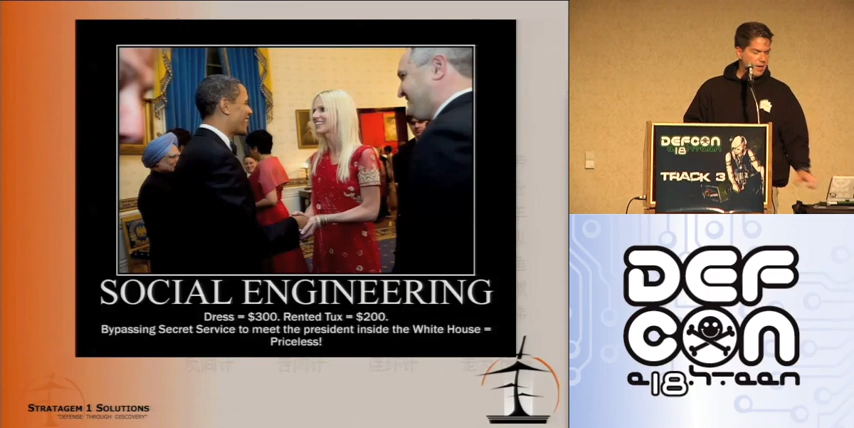 SOCIAL ENGINEERING
Dress = $300. Rented Tux = $200.
Bypassing Secret Service to meet the president inside the White House =
Priceless!
STRATAGEM 1 SOLUTIONS
"DEFENSE THROUGH DISCOVERY"
DEFCON
18
TRACK 3
DEF
CON
e18hteen